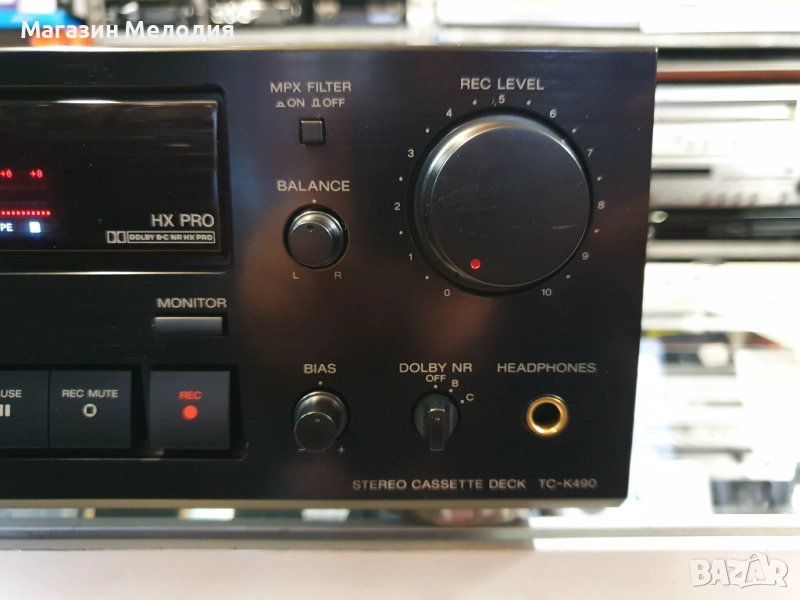 Магазин Мелодия
MPX FILTER
ON OFF
REC LEVEL
0 1 2 3 4 5 6 7 8 9 10
+6 +8
BALANCE
L R
HX PRO
DOLBY B-C NR HX PRO
PE B
MONITOR
BIAS
- +
DOLBY NR
OFF
B
C
HEADPHONES
USE
REC MUTE
REC
STEREO CASSETTE DECK TC-K490
BAZAR